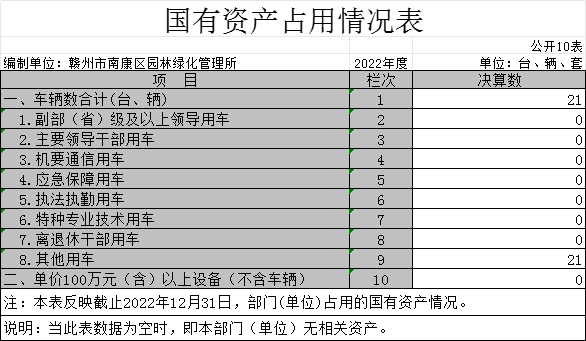 国有资产占用情况表
公开10表
编制单位：赣州市南康区园林绿化管理所 2022年度 单位：台、辆、套
项 目 栏次 决算数
一、车辆数合计(台、辆) 1 21
1.副部（省）级及以上领导用车 2 0
2.主要领导干部用车 3 0
3.机要通信用车 4 0
4.应急保障用车 5 0
5.执法执勤用车 6 0
6.特种专业技术用车 7 0
7.离退休干部用车 8 0
8.其他用车 9 21
二、单价100万元（含）以上设备（不含车辆） 10 0
注：本表反映截止2022年12月31日，部门(单位)占用的国有资产情况。
说明：当此表数据为空时，即本部门（单位）无相关资产。